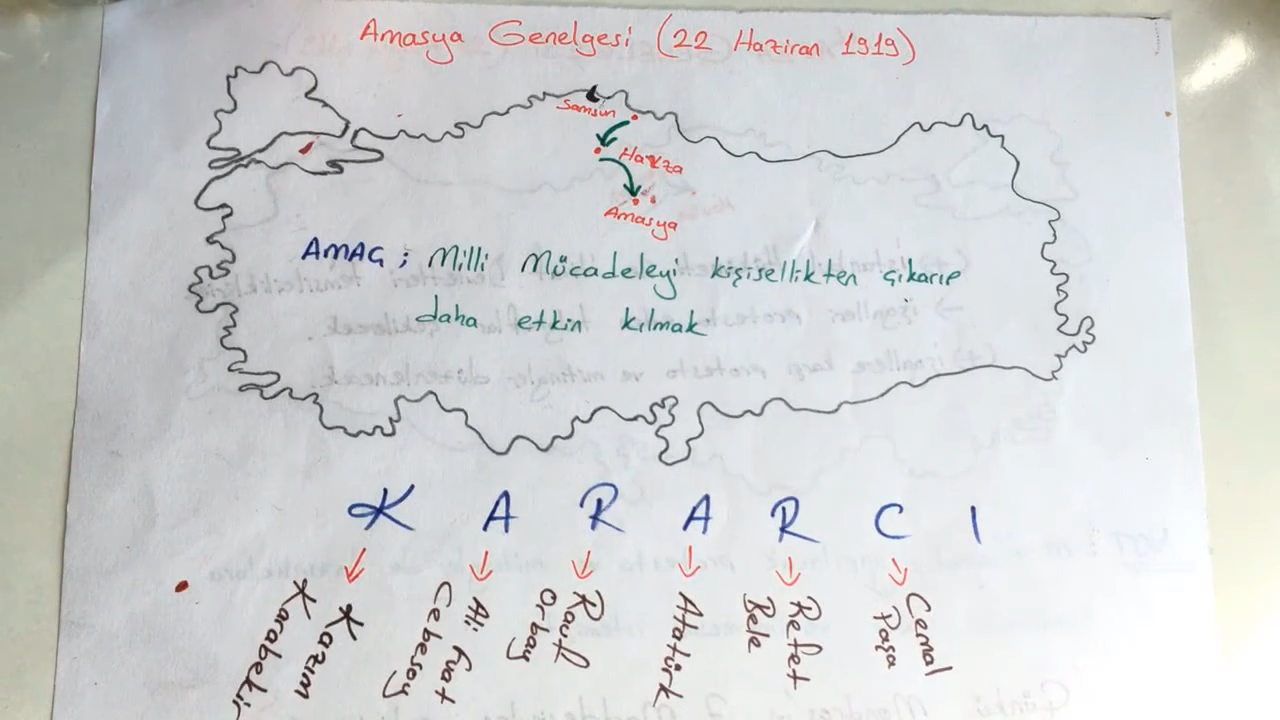 Amasya Genelgesi (22 Haziran 1919)
Samsun
Havza
Amasya
AMAÇ ; Milli Mücadeleyi kişisellikten çıkarıp
daha etkin kılmak
K A R A R C I
Kazım
Karabekir
Ali Fuat
Cebesoy
Rauf
Orbay
Atatürk
Refet
Bele
Cemal
Paşa